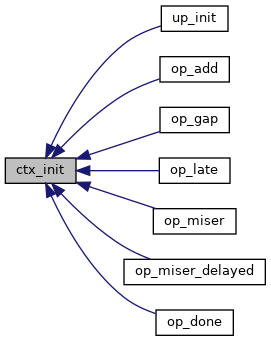 up_init
op_add
op_gap
ctx_init
op_late
op_miser
op_miser_delayed
op_done